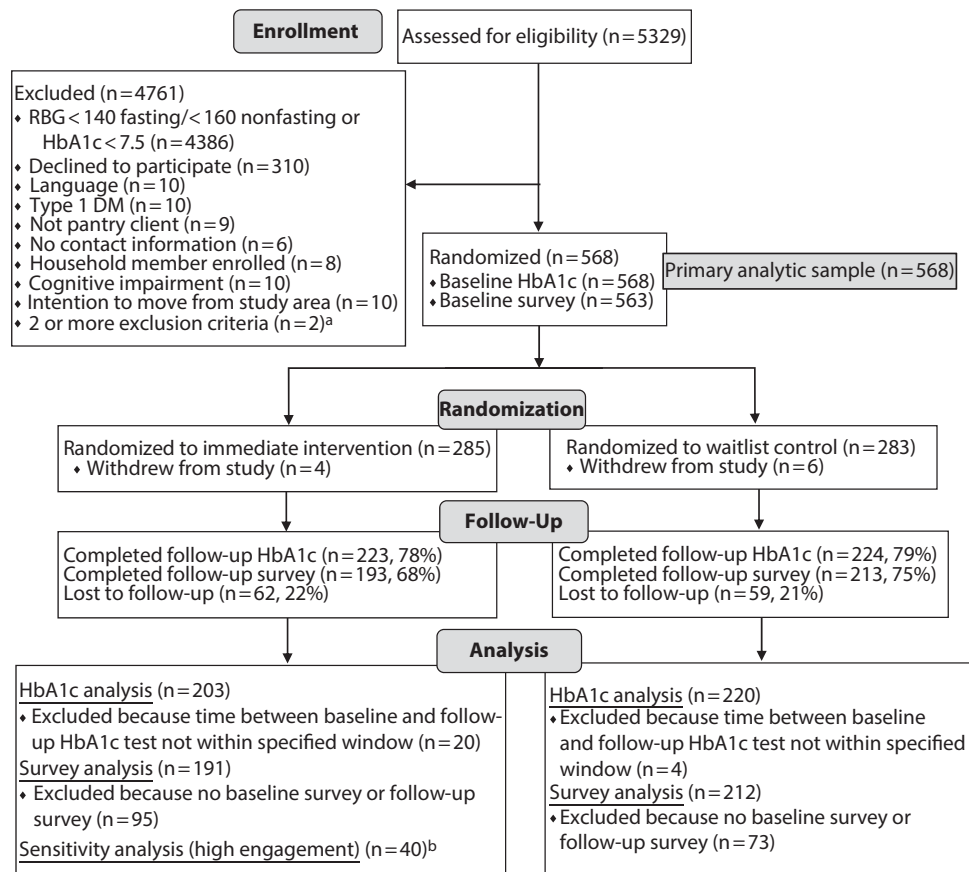 Enrollment
Assessed for eligibility (n=5329)
Excluded (n=4761)
♦ RBG<140 fasting/<160 nonfasting or
HbA1c<7.5 (n=4386)
♦ Declined to participate (n=310)
♦ Language (n=10)
♦ Type 1 DM (n=10)
♦ Not pantry client (n=9)
♦ No contact information (n=6)
♦ Household member enrolled (n=8)
♦ Cognitive impairment (n=10)
♦ Intention to move from study area (n=10)
♦ 2 or more exclusion criteria (n=2)a
Randomized (n=568)
♦ Baseline HbA1c (n=568)
♦ Baseline survey (n=563)
Primary analytic sample (n=568)
Randomization
Randomized to immediate intervention (n=285)
♦ Withdrew from study (n=4)
Randomized to waitlist control (n=283)
♦ Withdrew from study (n=6)
Follow-Up
Completed follow-up HbA1c (n=223, 78%)
Completed follow-up survey (n=193, 68%)
Lost to follow-up (n=62, 22%)
Completed follow-up HbA1c (n=224, 79%)
Completed follow-up survey (n=213, 75%)
Lost to follow-up (n=59, 21%)
Analysis
HbA1c analysis (n=203)
♦ Excluded because time between baseline and follow-
up HbA1c test not within specified window (n=20)
Survey analysis (n=191)
♦ Excluded because no baseline survey or follow-up
survey (n=95)
Sensitivity analysis (high engagement) (n=40)b
HbA1c analysis (n=220)
♦ Excluded because time between baseline
and follow-up HbA1c test not within specified
window (n=4)
Survey analysis (n=212)
♦ Excluded because no baseline survey or
follow-up survey (n=73)